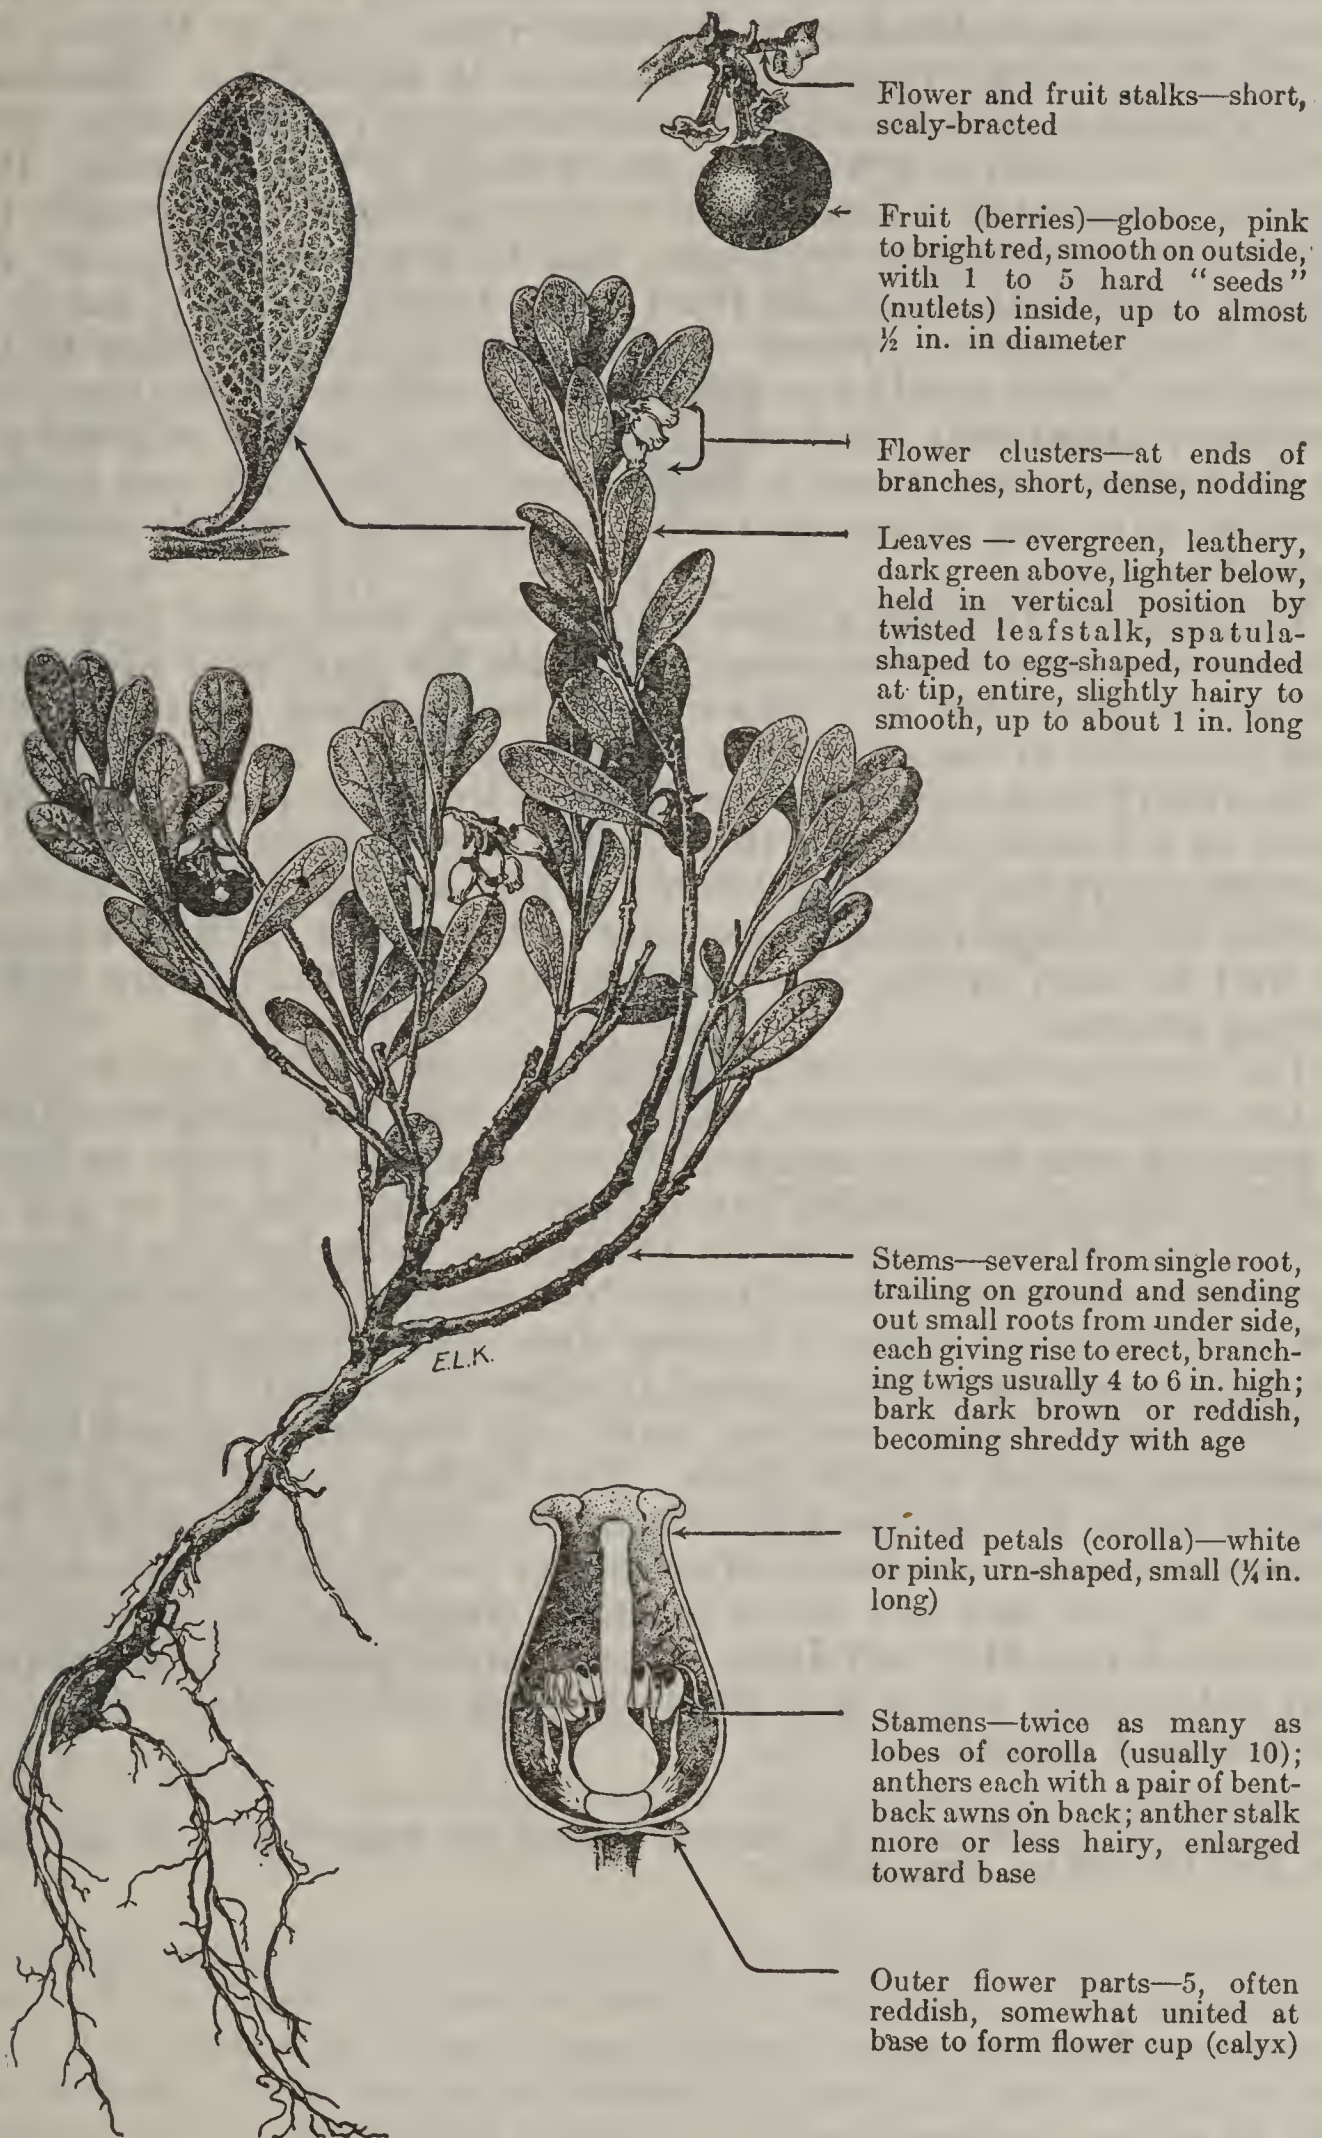 Flower and fruit stalks—short,
scaly-bracted
Fruit (berries)—globose, pink
to bright red, smooth on outside,
with 1 to 5 hard "seeds"
(nutlets) inside, up to almost
½ in. in diameter
Flower clusters—at ends of
branches, short, dense, nodding
Leaves — evergreen, leathery,
dark green above, lighter below,
held in vertical position by
twisted leafstalk, spatula-
shaped to egg-shaped, rounded
at tip, entire, slightly hairy to
smooth, up to about 1 in. long
Stems—several from single root,
trailing on ground and sending
out small roots from under side,
each giving rise to erect, branch-
ing twigs usually 4 to 6 in. high;
bark dark brown or reddish,
becoming shreddy with age
E.L.K.
United petals (corolla)—white
or pink, urn-shaped, small (¼ in.
long)
Stamens—twice as many as
lobes of corolla (usually 10);
anthers each with a pair of bent-
back awns on back; anther stalk
more or less hairy, enlarged
toward base
Outer flower parts—5, often
reddish, somewhat united at
base to form flower cup (calyx)